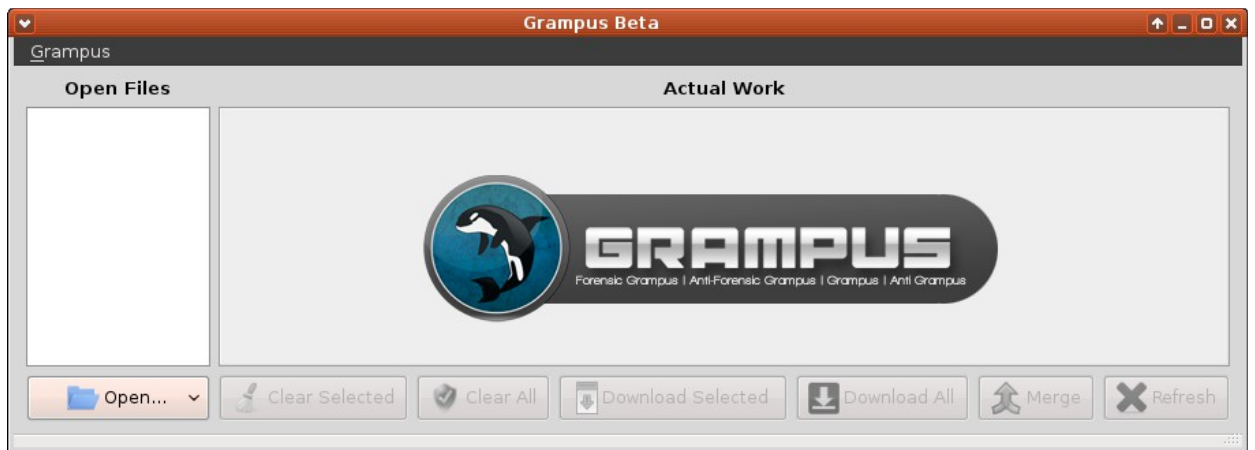 Grampus Beta
Grampus
Open Files
Actual Work
GRAMPUS
Forensic Grampus | Anti-Forensic Grampus | Grampus | Anti Grampus
Open...
Clear Selected
Clear All
Download Selected
Download All
Merge
Refresh